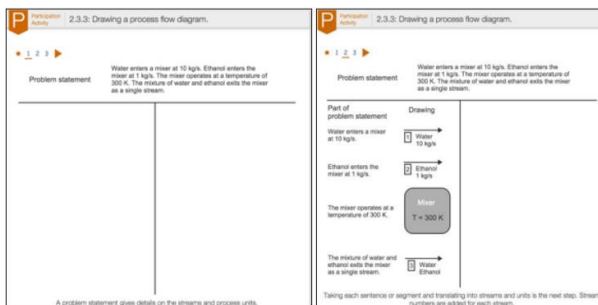 P Participation Activity 2.3.3: Drawing a process flow diagram.
1 2 3
Problem statement
Water enters a mixer at 10 kg/s. Ethanol enters the
mixer at 1 kg/s. The mixer operates at a temperature of
300 K. The mixture of water and ethanol exits the mixer
as a single stream.
A problem statement gives details on the streams and process units.
P Participation Activity 2.3.3: Drawing a process flow diagram.
1 2 3
Problem statement
Water enters a mixer at 10 kg/s. Ethanol enters the
mixer at 1 kg/s. The mixer operates at a temperature of
300 K. The mixture of water and ethanol exits the mixer
as a single stream.
Part of
problem statement
Drawing
Water enters a mixer
at 10 kg/s.
1 Water
10 kg/s
Ethanol enters the
mixer at 1 kg/s.
2 Ethanol
1 kg/s
The mixer operates at a
temperature of 300 K.
Mixer
T = 300 K
The mixture of water and
ethanol exits the mixer
as a single stream.
3 Water
Ethanol
Taking each sentence or segment and translating into streams and units is the next step. Stream
numbers are added for each stream.